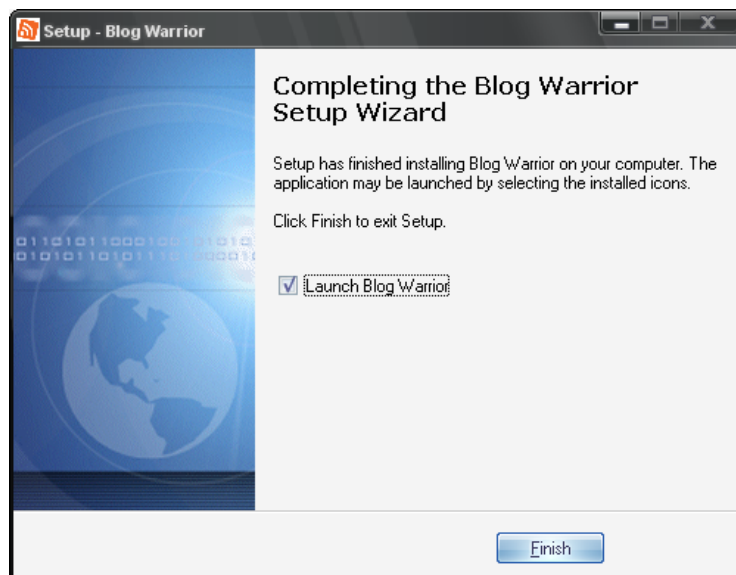 Setup - Blog Warrior
Completing the Blog Warrior
Setup Wizard
Setup has finished installing Blog Warrior on your computer. The
application may be launched by selecting the installed icons.
Click Finish to exit Setup.
Launch Blog Warrior
Finish